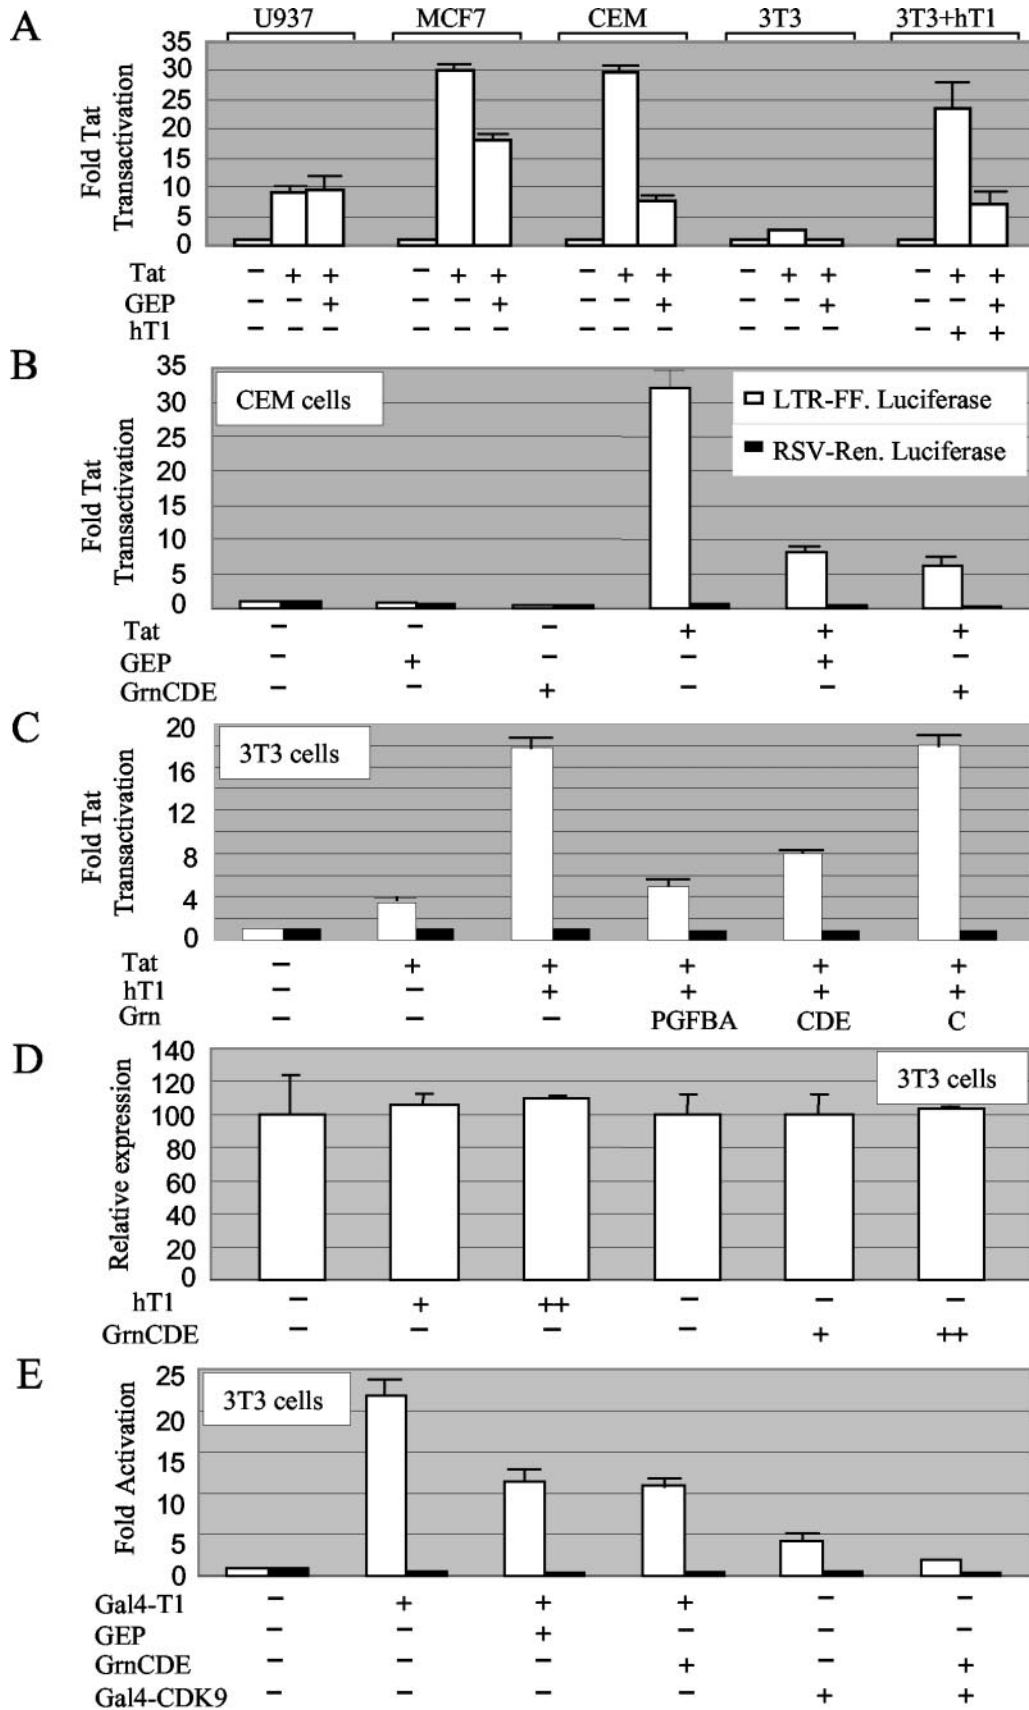 A
U937 MCF7 CEM 3T3 3T3+hT1
Fold Tat
Transactivation
35
30
25
20
15
10
5
0
Tat – + + – + + – + + – + + – + +
GEP – – + – – + – – + – – + – – +
hT1 – – – – – – – – – – – – – + +
B
CEM cells
LTR-FF. Luciferase
RSV-Ren. Luciferase
Fold Tat
Transactivation
35
30
25
20
15
10
5
0
Tat – – – + + +
GEP – + – – + –
GrnCDE – – + – – +
C
3T3 cells
Fold Tat
Transactivation
20
16
12
8
4
0
Tat – + + + + +
hT1 – – + + + +
Grn – – – PGFBA CDE C
D
3T3 cells
Relative expression
140
120
100
80
60
40
20
0
hT1 – + ++ – – –
GrnCDE – – – – + ++
E
3T3 cells
Fold Activation
25
20
15
10
5
0
Gal4-T1 – + + + – –
GEP – – + – – –
GrnCDE – – – + – +
Gal4-CDK9 – – – – + +